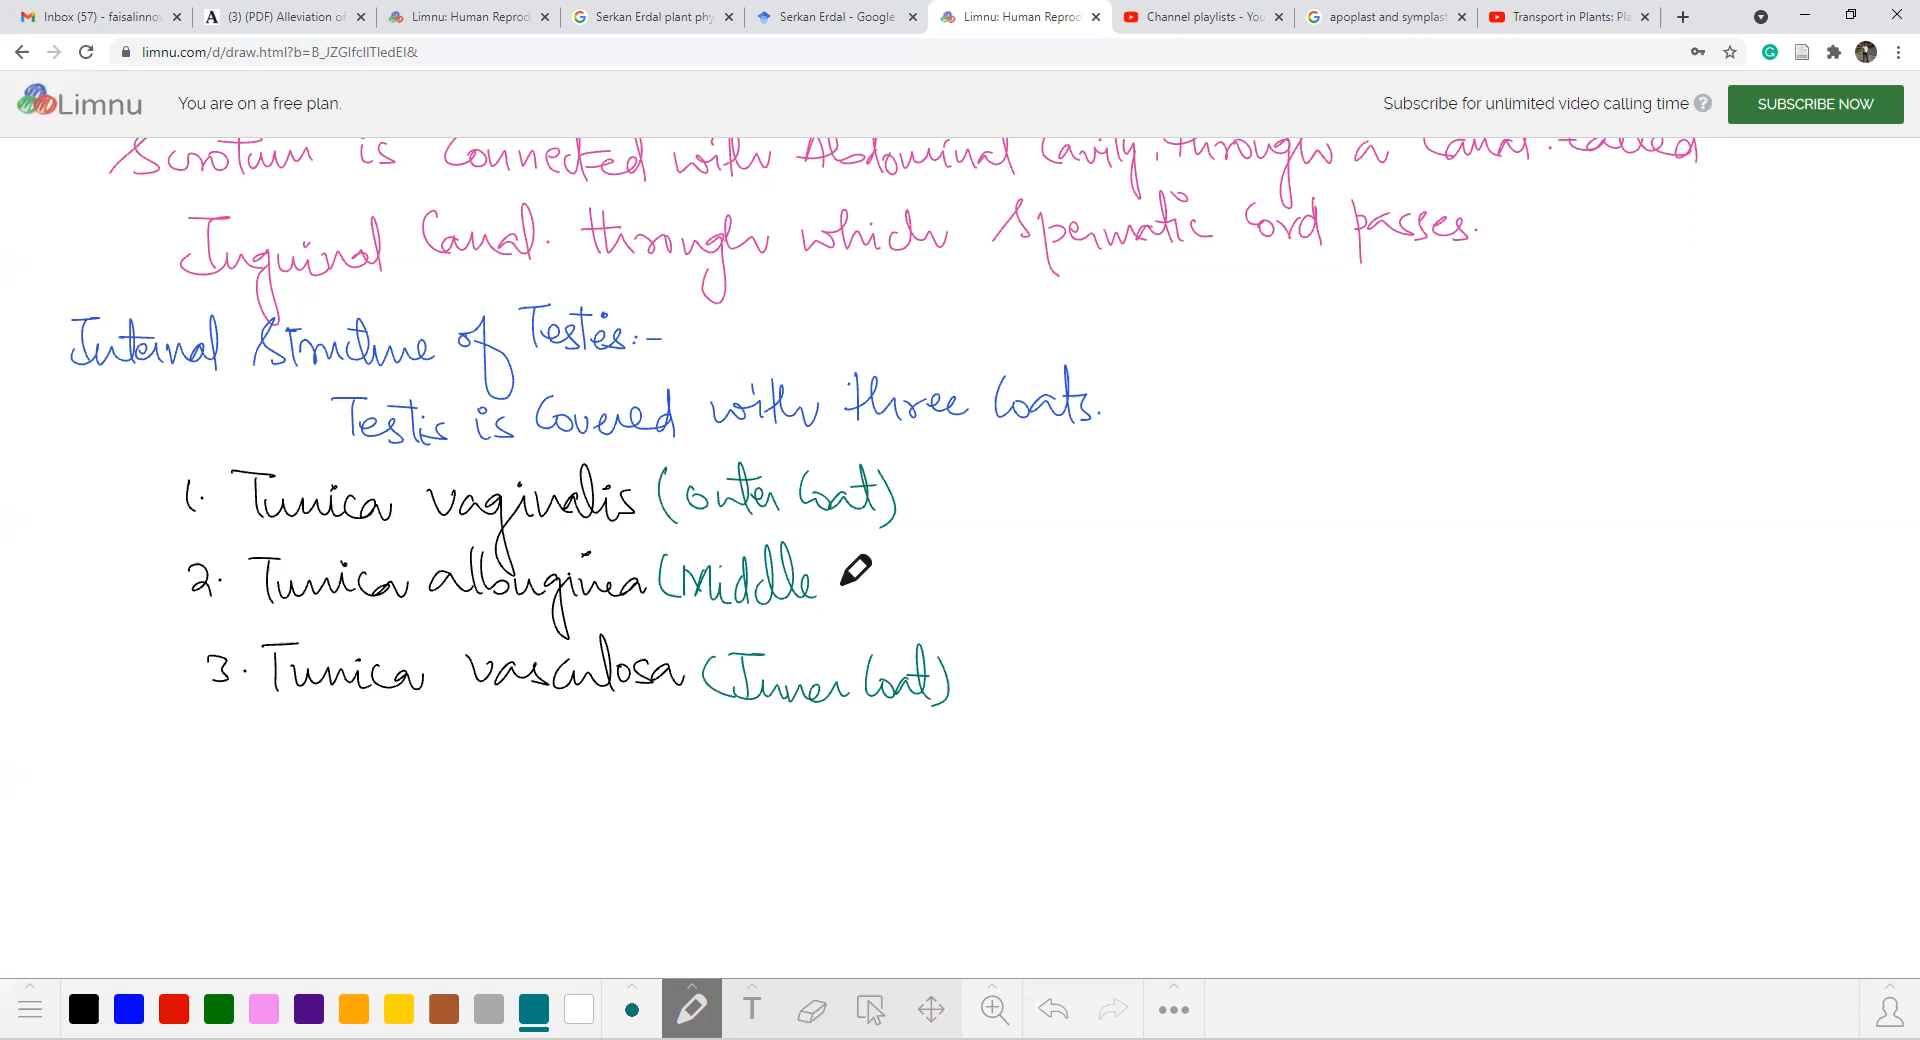 Inbox (57) - faisalinnov
(3) (PDF) Alleviation of
Limnu: Human Reprod
Serkan Erdal plant phy
Serkan Erdal - Google
Limnu: Human Reprod
Channel playlists - You
apoplast and symplast
Transport in Plants: Pla
limnu.com/d/draw.html?b=B_JZGIfclITledEI&
Limnu
You are on a free plan.
Subscribe for unlimited video calling time ?
SUBSCRIBE NOW
Scrotum is Connected with Abdominal Cavity, through a Canal. called
Inguinal Canal. through which Spermatic Cord passes.
Internal Structure of Testis:-
Testis is Covered with three Coats.
1. Tunica vaginalis (outer Coat)
2. Tunica albuginea (Middle
3. Tunica vasculosa (Inner Coat)
T